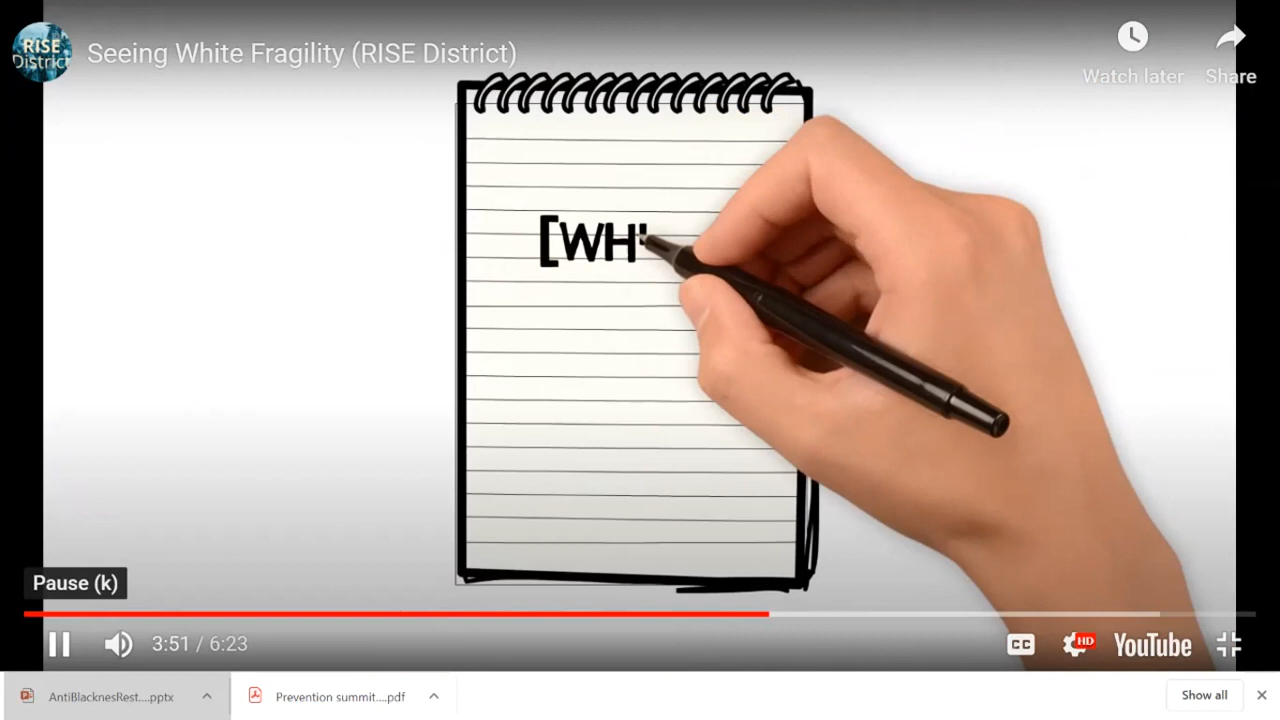 RISE
District
Seeing White Fragility (RISE District)
Watch later
Share
[WH
Pause (k)
3:51 / 6:23
CC
HD
YouTube
AntiBlacknesRest....pptx
Prevention summit....pdf
Show all